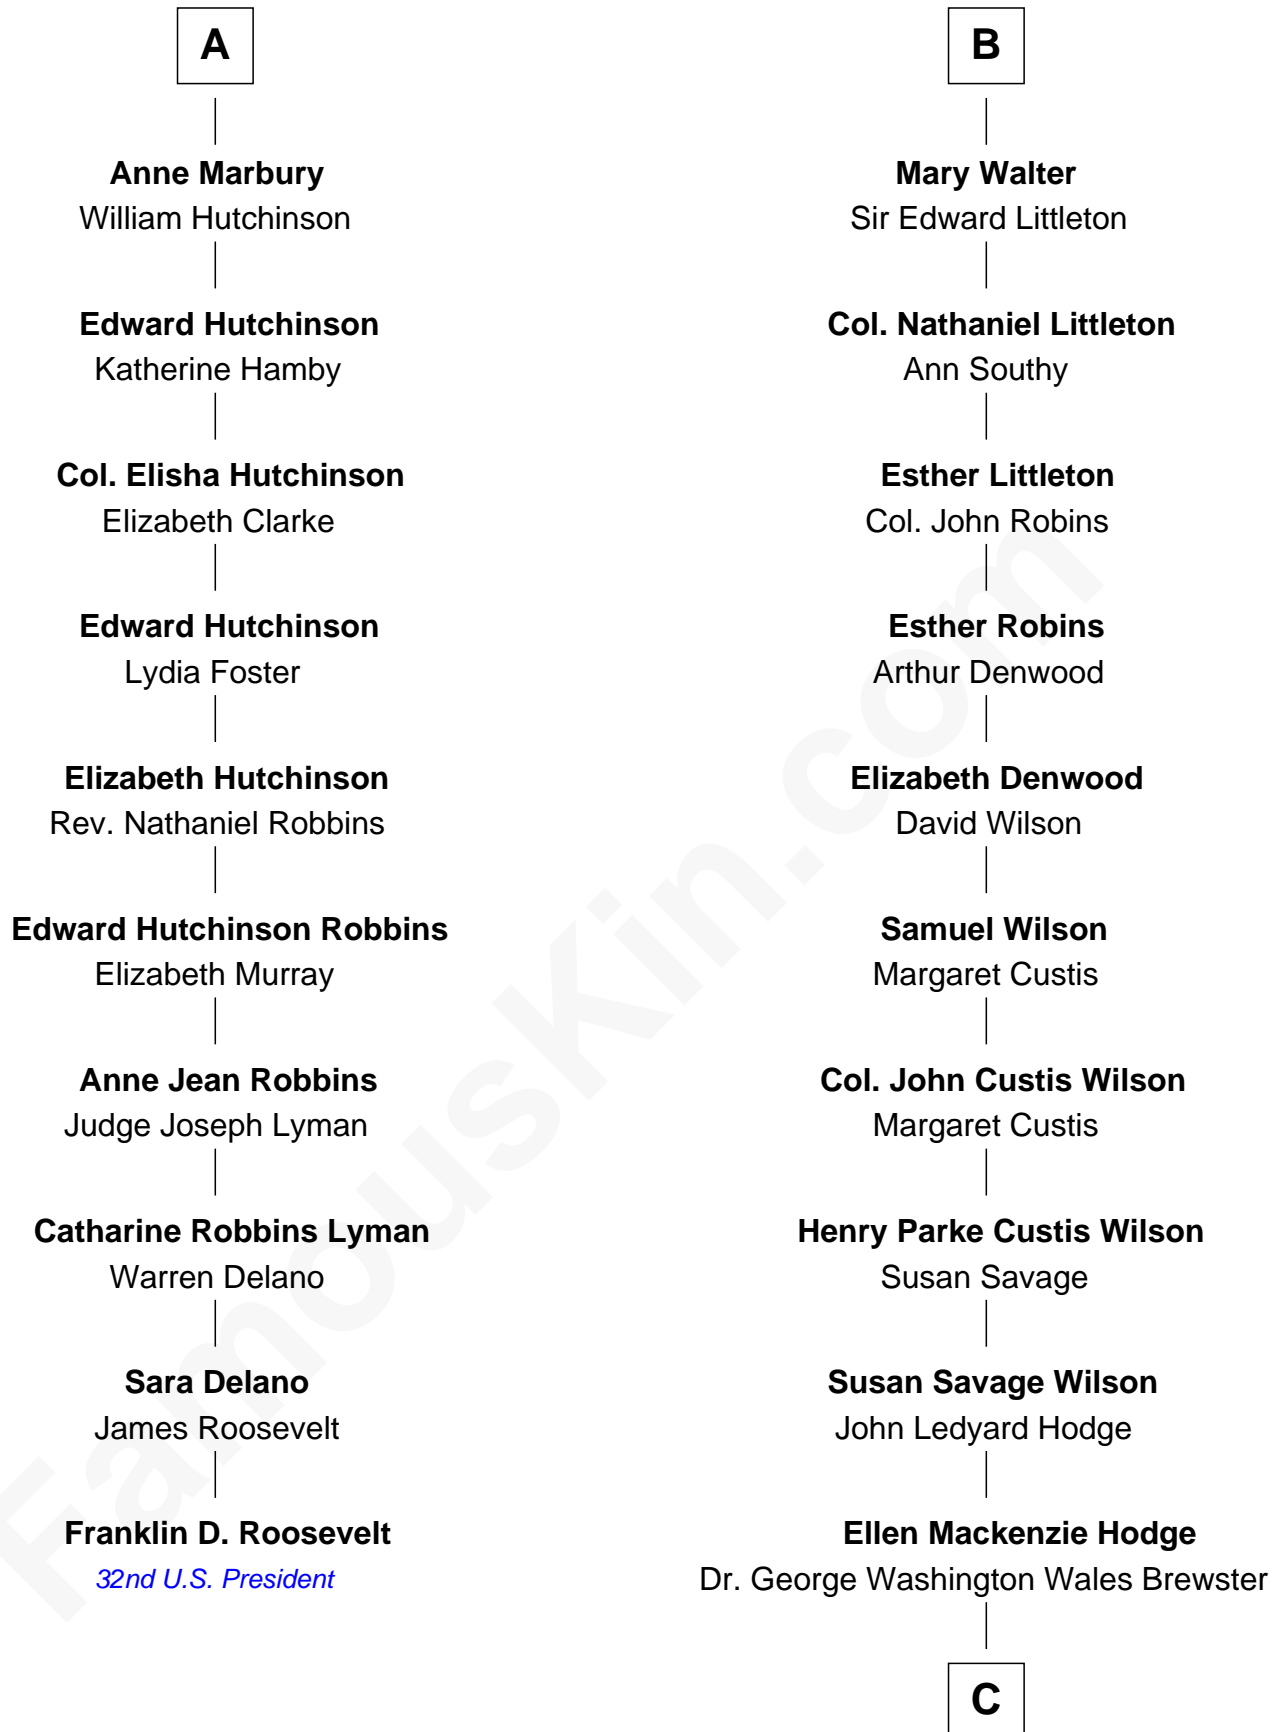 A
Anne Marbury
William Hutchinson
Edward Hutchinson
Katherine Hamby
Col. Elisha Hutchinson
Elizabeth Clarke
Edward Hutchinson
Lydia Foster
Elizabeth Hutchinson
Rev. Nathaniel Robbins
Edward Hutchinson Robbins
Elizabeth Murray
Anne Jean Robbins
Judge Joseph Lyman
Catharine Robbins Lyman
Warren Delano
Sara Delano
James Roosevelt
Franklin D. Roosevelt
32nd U.S. President
B
Mary Walter
Sir Edward Littleton
Col. Nathaniel Littleton
Ann Southy
Esther Littleton
Col. John Robins
Esther Robins
Arthur Denwood
Elizabeth Denwood
David Wilson
Samuel Wilson
Margaret Custis
Col. John Custis Wilson
Margaret Custis
Henry Parke Custis Wilson
Susan Savage
Susan Savage Wilson
John Ledyard Hodge
Ellen Mackenzie Hodge
Dr. George Washington Wales Brewster
C
FamousKin.com